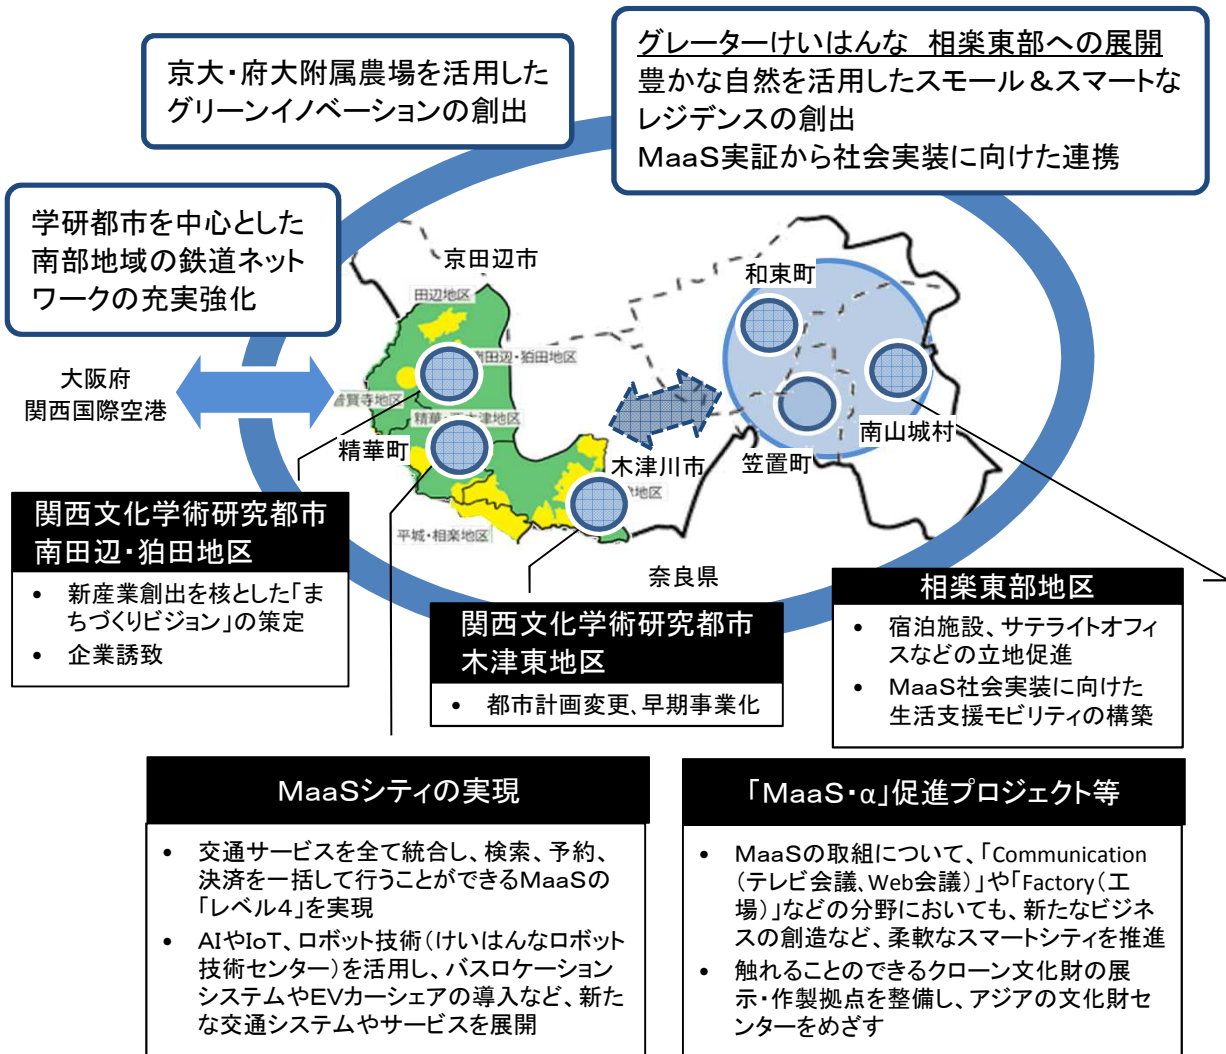 京大・府大附属農場を活用した
グリーンイノベーションの創出
グレーターけいはんな 相楽東部への展開
豊かな自然を活用したスモール＆スマートな
レジデンスの創出
ＭａａＳ実証から社会実装に向けた連携
学研都市を中心とした
南部地域の鉄道ネット
ワークの充実強化
大阪府
関西国際空港
京田辺市
田辺地区
南田辺・狛田地区
普賢寺地区
精華・西木津地区
精華町
平城・相楽地区
木津川市
地区
奈良県
和束町
笠置町
南山城村
関西文化学術研究都市
南田辺・狛田地区
• 新産業創出を核とした「ま
ちづくりビジョン」の策定
• 企業誘致
関西文化学術研究都市
木津東地区
• 都市計画変更、早期事業化
相楽東部地区
• 宿泊施設、サテライトオフィ
スなどの立地促進
• ＭａａＳ社会実装に向けた
生活支援モビリティの構築
ＭａａＳシティの実現
• 交通サービスを全て統合し、検索、予約、
決済を一括して行うことができるＭａａＳの
「レベル４」を実現
• ＡＩやＩｏＴ、ロボット技術（けいはんなロボット
技術センター）を活用し、バスロケーション
システムやＥＶカーシェアの導入など、新た
な交通システムやサービスを展開
「ＭａａＳ・α」促進プロジェクト等
• ＭａａＳの取組について、「Communication
（テレビ会議、Web会議）」や「Factory（工
場）」などの分野においても、新たなビジネ
スの創造など、柔軟なスマートシティを推進
• 触れることのできるクローン文化財の展
示・作製拠点を整備し、アジアの文化財セ
ンターをめざす